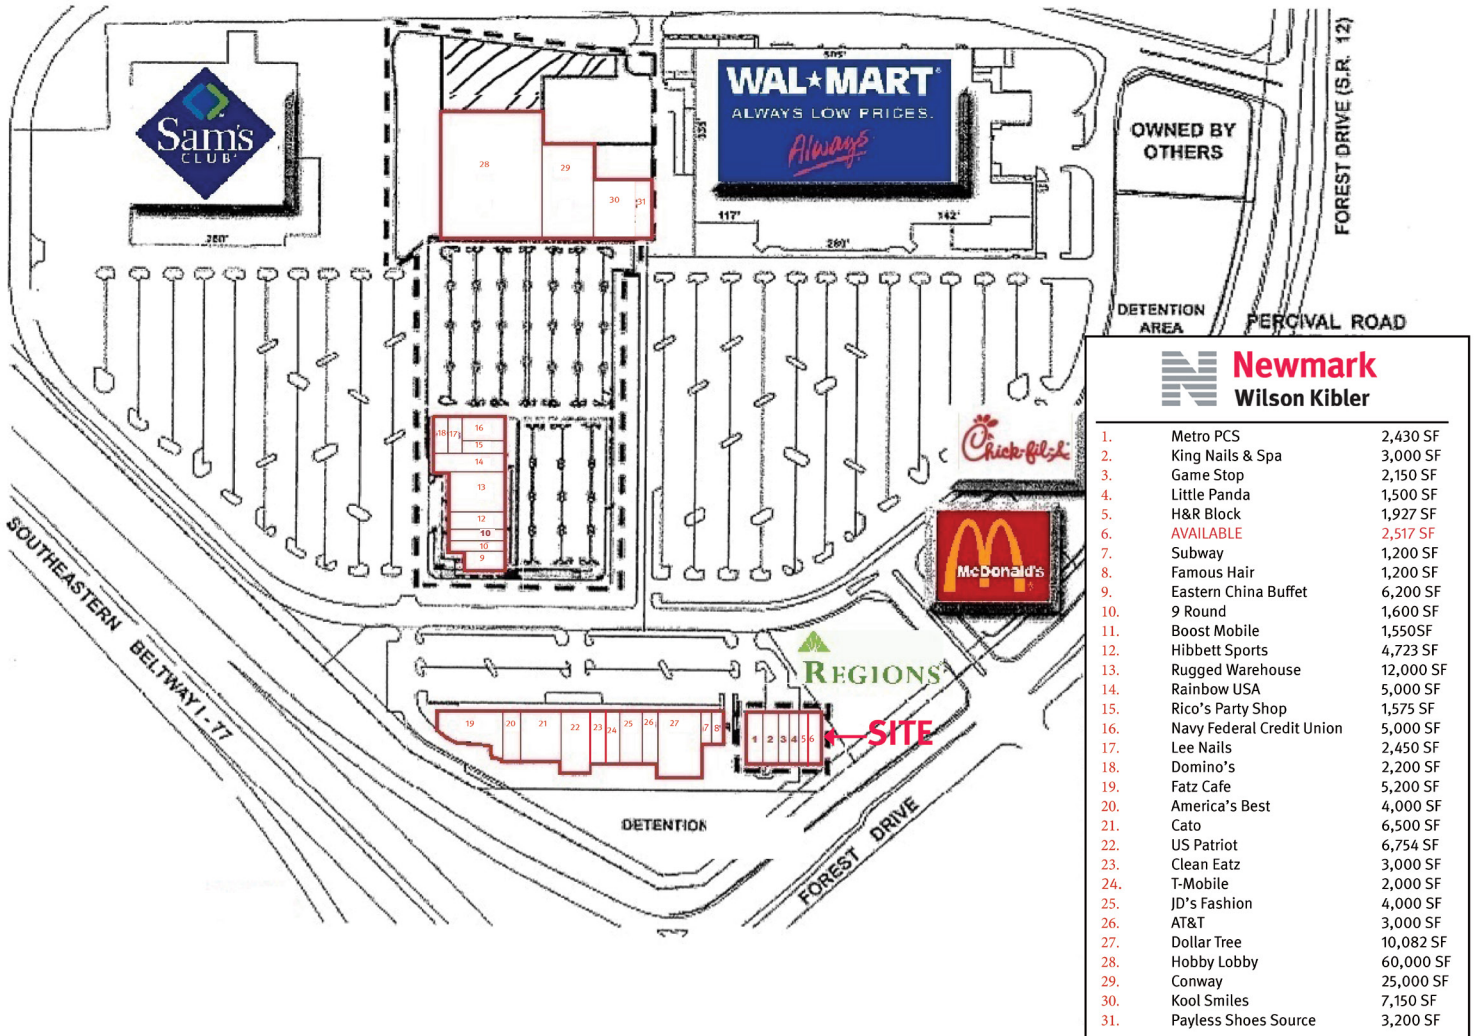 Sam's
CLUB
260'
WAL★MART
ALWAYS LOW PRICES.
Always
117'
142'
280'
OWNED BY
OTHERS
FOREST DRIVE (S.R. 12)
DETENTION
AREA
PERCIVAL ROAD
28
29
30
31
18
17
16
15
14
13
12
10
10
9
Chick-fil-A
McDonald's
REGIONS
19
20
21
22
23
24
25
26
27
7
8
1
2
3
4
5
6
SITE
DETENTION
FOREST DRIVE
SOUTHEASTERN BELTWAY I - 77
Newmark
Wilson Kibler
1. Metro PCS 2,430 SF
2. King Nails & Spa 3,000 SF
3. Game Stop 2,150 SF
4. Little Panda 1,500 SF
5. H&R Block 1,927 SF
6. AVAILABLE 2,517 SF
7. Subway 1,200 SF
8. Famous Hair 1,200 SF
9. Eastern China Buffet 6,200 SF
10. 9 Round 1,600 SF
11. Boost Mobile 1,550SF
12. Hibbett Sports 4,723 SF
13. Rugged Warehouse 12,000 SF
14. Rainbow USA 5,000 SF
15. Rico's Party Shop 1,575 SF
16. Navy Federal Credit Union 5,000 SF
17. Lee Nails 2,450 SF
18. Domino's 2,200 SF
19. Fatz Cafe 5,200 SF
20. America's Best 4,000 SF
21. Cato 6,500 SF
22. US Patriot 6,754 SF
23. Clean Eatz 3,000 SF
24. T-Mobile 2,000 SF
25. JD's Fashion 4,000 SF
26. AT&T 3,000 SF
27. Dollar Tree 10,082 SF
28. Hobby Lobby 60,000 SF
29. Conway 25,000 SF
30. Kool Smiles 7,150 SF
31. Payless Shoes Source 3,200 SF